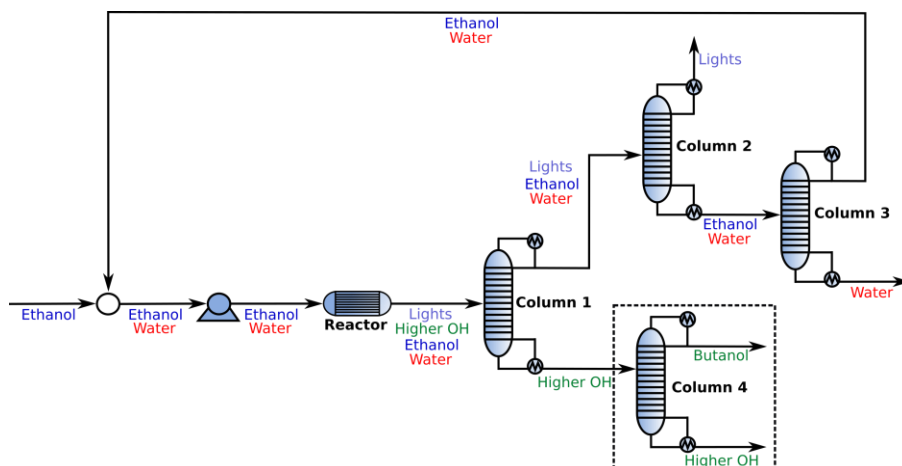 Ethanol
Water
Lights
Column 2
Lights
Ethanol
Water
Column 3
Ethanol
Water
Water
Column 1
Ethanol
Ethanol
Water
Ethanol
Water
Reactor
Lights
Higher OH
Ethanol
Water
Higher OH
Butanol
Column 4
Higher OH